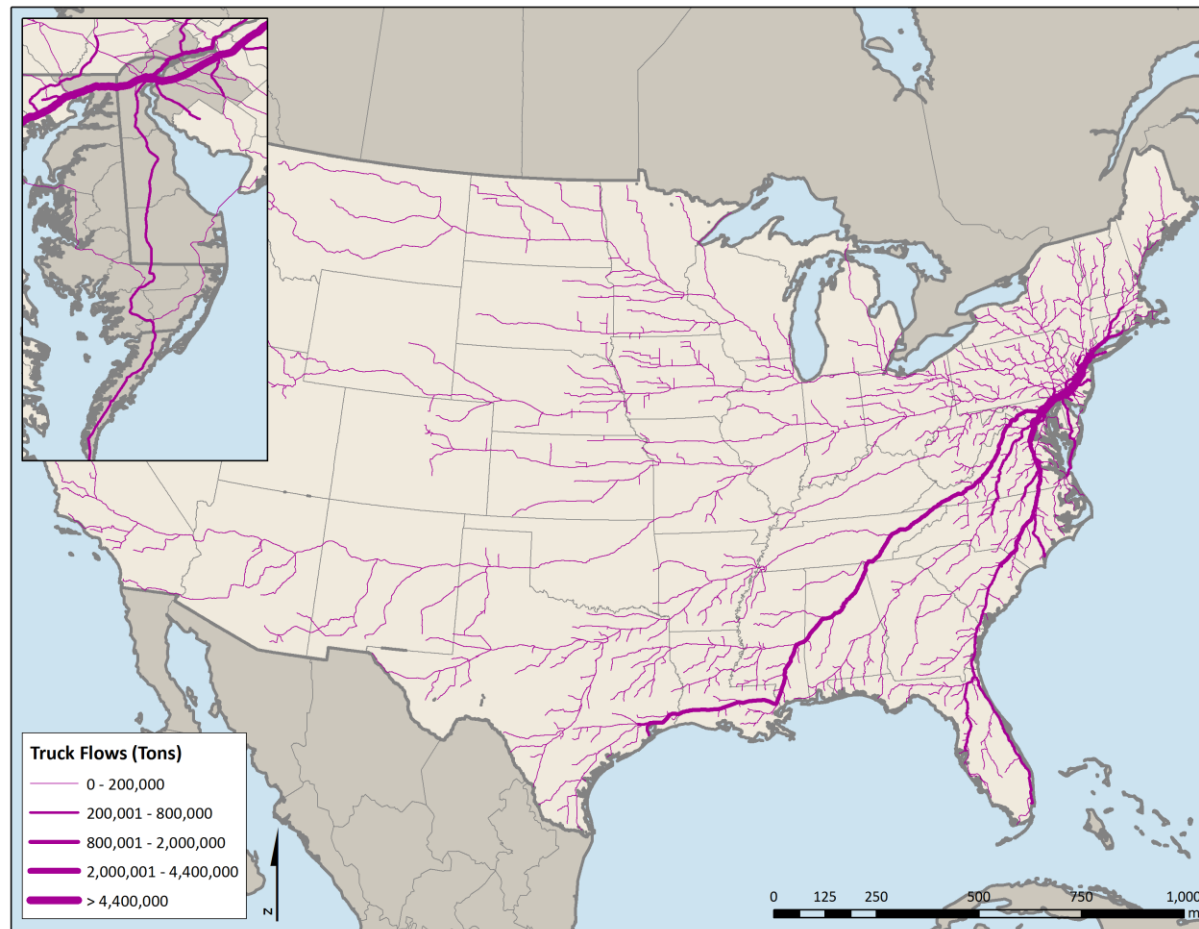 Truck Flows (Tons)
0 - 200,000
200,001 - 800,000
800,001 - 2,000,000
2,000,001 - 4,400,000
> 4,400,000
N
0 125 250 500 750 1,000
m